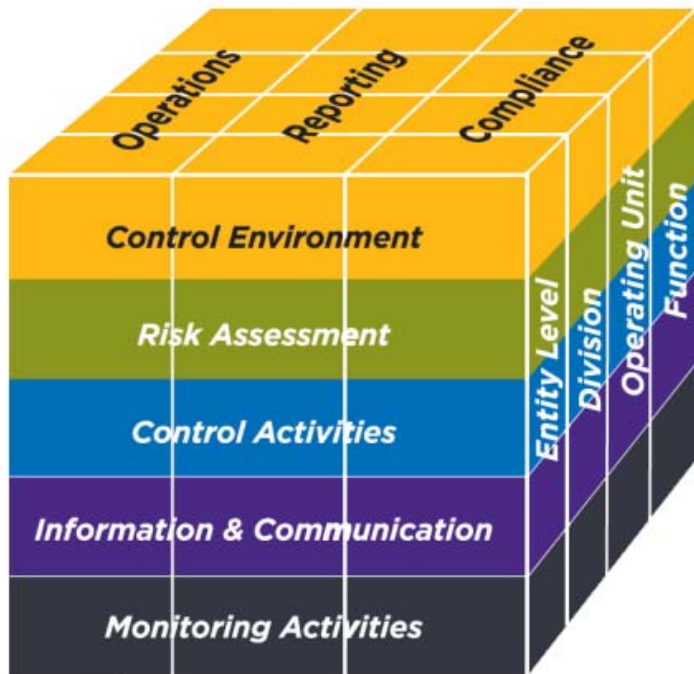 Operations
Reporting
Compliance
Control Environment
Risk Assessment
Control Activities
Information & Communication
Monitoring Activities
Entity Level
Division
Operating Unit
Function